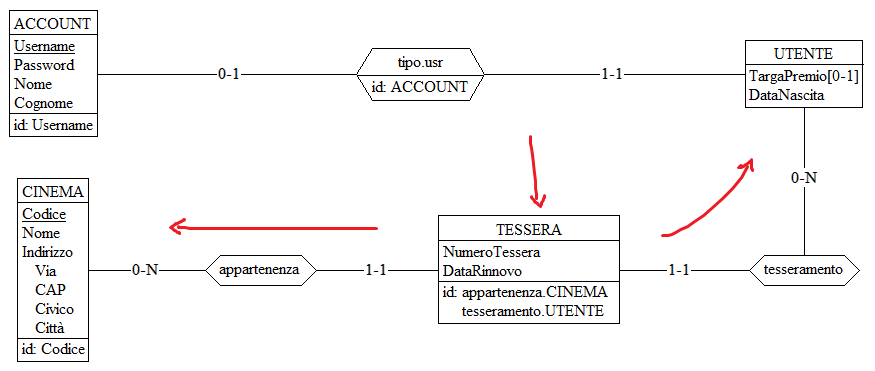 ACCOUNT
Username
Password
Nome
Cognome
id: Username
0-1
tipo.usr
id: ACCOUNT
1-1
UTENTE
TargaPremio[0-1]
DataNascita
0-N
CINEMA
Codice
Nome
Indirizzo
Via
CAP
Civico
Città
id: Codice
0-N
appartenenza
1-1
TESSERA
NumeroTessera
DataRinnovo
id: appartenenza.CINEMA
tesseramento.UTENTE
1-1
tesseramento